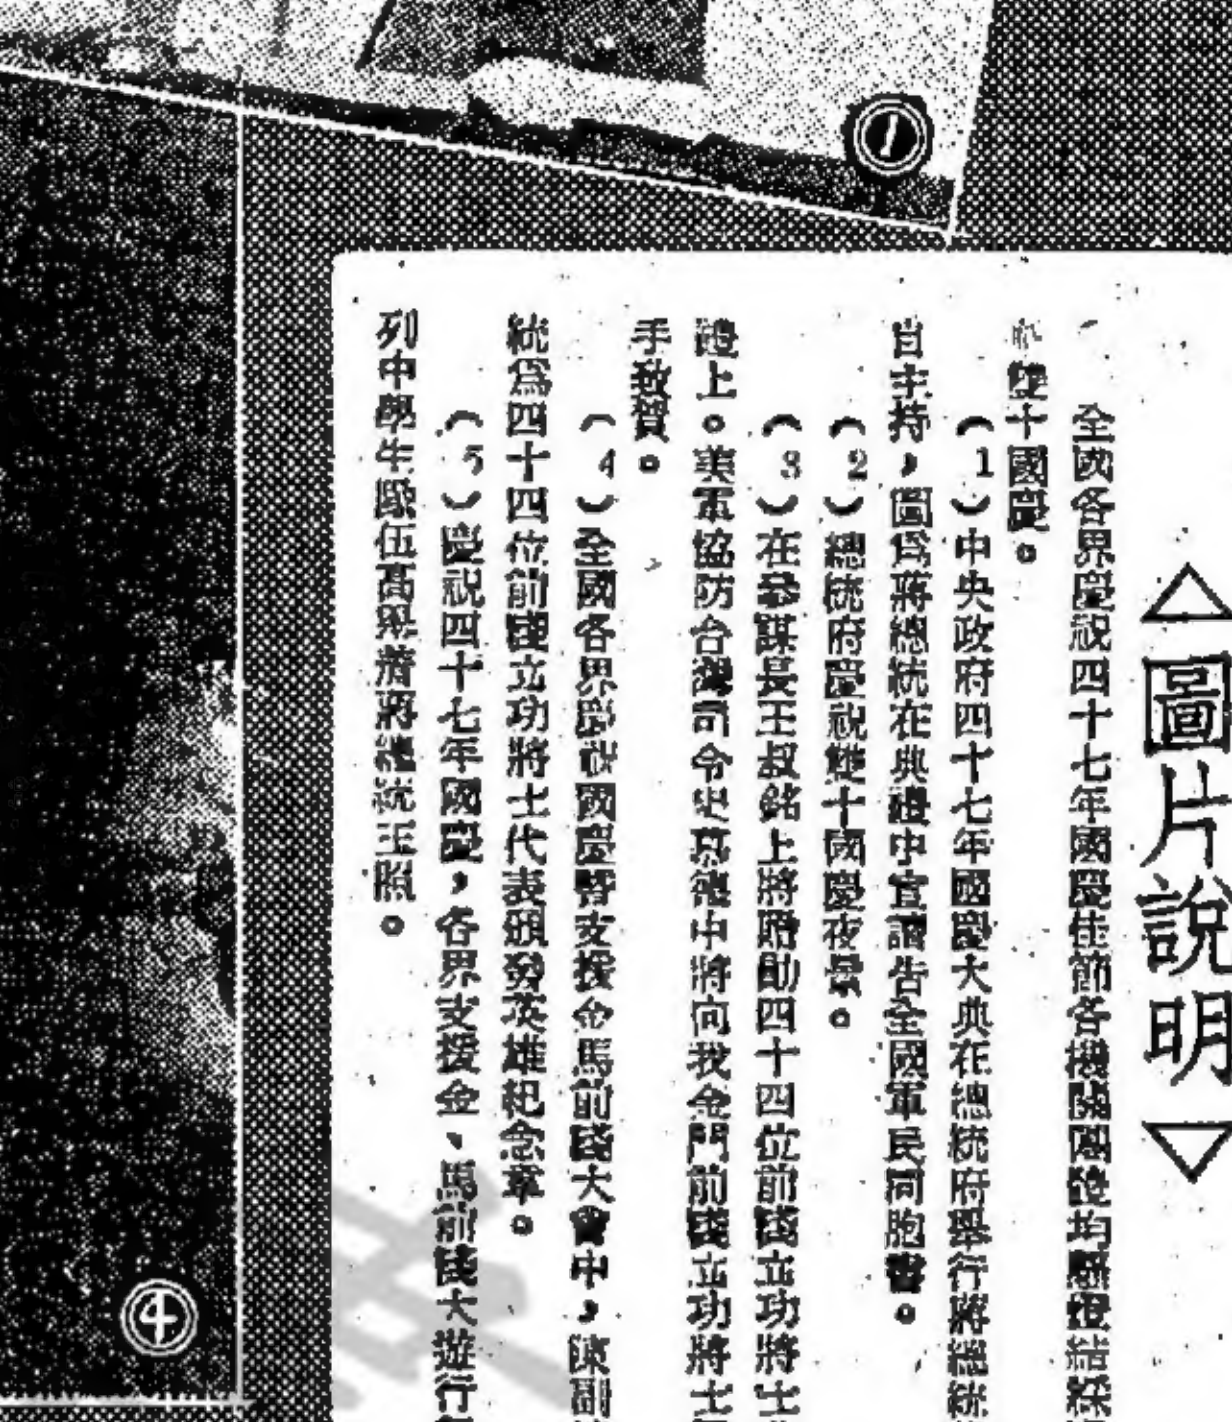 △圖片說明▽
全國各界慶祝四十七年國慶佳節各機關團體均懸燈結綵
雙十國慶。
(1)中央政府四十七年國慶大典在總統府舉行蔣總統
自主持，圖爲蔣總統在典禮中宣讀告全國軍民同胞書。
(2)總統府慶祝雙十國慶夜景。
(3)在參謀長王叔銘上將贈勛四十四位前線立功將士
禮上。美軍協防台灣司令史慕德中將向我金門前線立功將士
手致賀。
(4)全國各界慶祝國慶暨支援金馬前綫大會中，陳副
統爲四十四位前綫立功將士代表頒發英雄紀念章。
(5)慶祝四十七年國慶，各界支援金、馬前綫大遊行
列中學生隊伍高舉著蔣總統玉照。
1
4